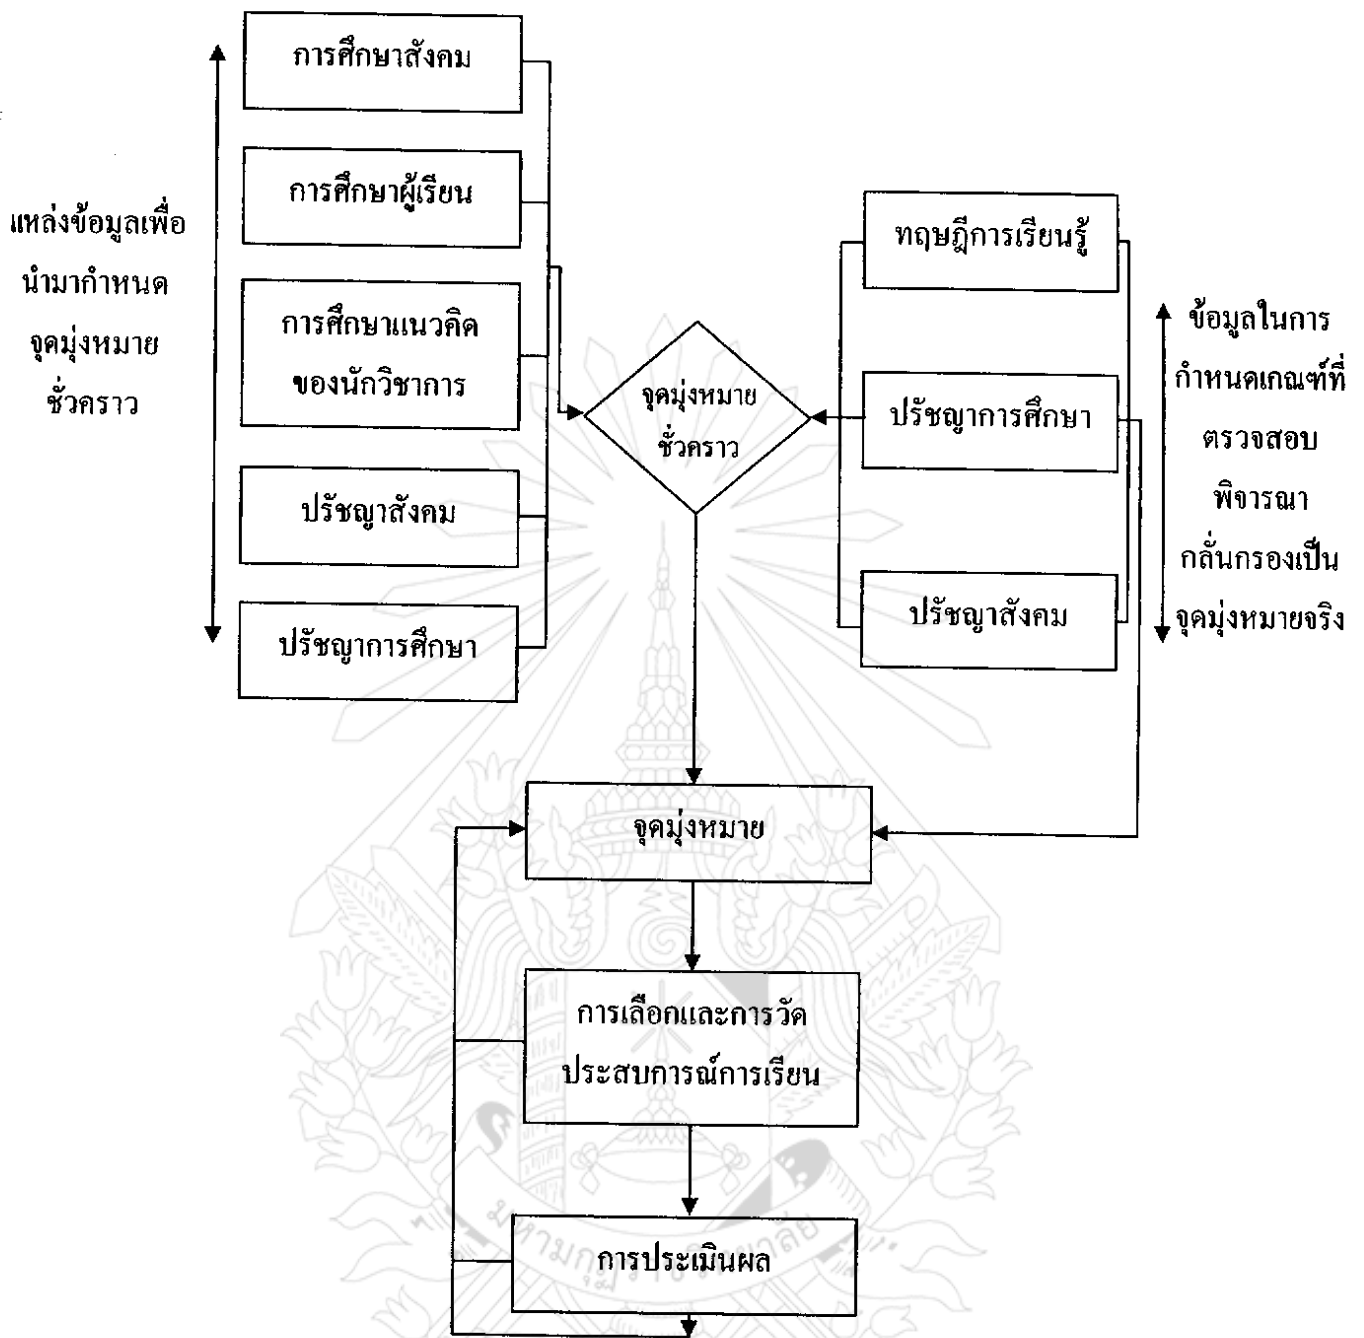 การศึกษาสังคม
การศึกษาผู้เรียน
แหล่งข้อมูลเพื่อ
นำมากำหนด
จุดมุ่งหมาย
ชั่วคราว
การศึกษาแนวคิด
ของนักวิชาการ
ปรัชญาสังคม
ปรัชญาการศึกษา
จุดมุ่งหมาย
ชั่วคราว
ทฤษฎีการเรียนรู้
ปรัชญาการศึกษา
ปรัชญาสังคม
ข้อมูลในการ
กำหนดเกณฑ์ที่
ตรวจสอบ
พิจารณา
กลั่นกรองเป็น
จุดมุ่งหมายจริง
จุดมุ่งหมาย
การเลือกและการวัด
ประสบการณ์การเรียน
การประเมินผล